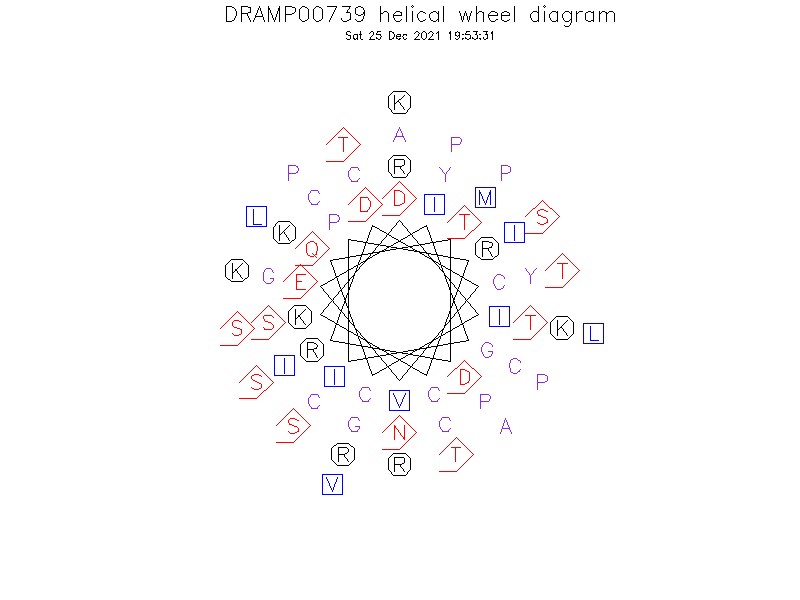 DRAMP00739 helical wheel diagram
Sat 25 Dec 2021 19:53:31
K
A
T P
R
P C Y P
C D D I M
L P T S
K I
Q R
K G E C Y T
S S K I T K L
R G
I C
S I D P
C C V C P
S G N C A
R R T
V